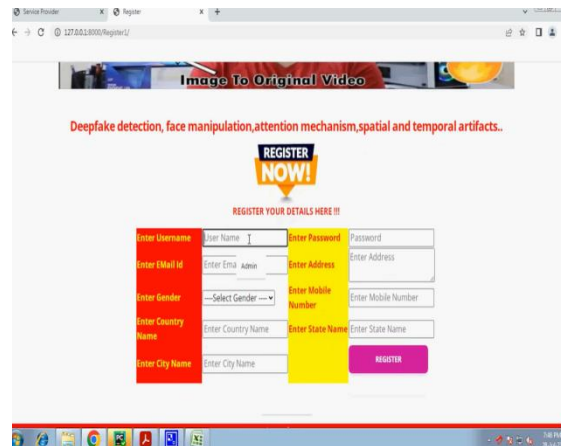 Service Provider
Register
127.0.0.1:8000/Register1/
Image To Original Video
Deepfake detection, face manipulation,attention mechanism,spatial and temporal artifacts..
REGISTER
NOW!
REGISTER YOUR DETAILS HERE !!!
Enter Username User Name Enter Password Password
Enter EMail Id Enter Ema Admin Enter Address Enter Address
Enter Gender ---Select Gender --- Enter Mobile Number Enter Mobile Number
Enter Country Name Enter Country Name Enter State Name Enter State Name
Enter City Name Enter City Name REGISTER
7:46 PM